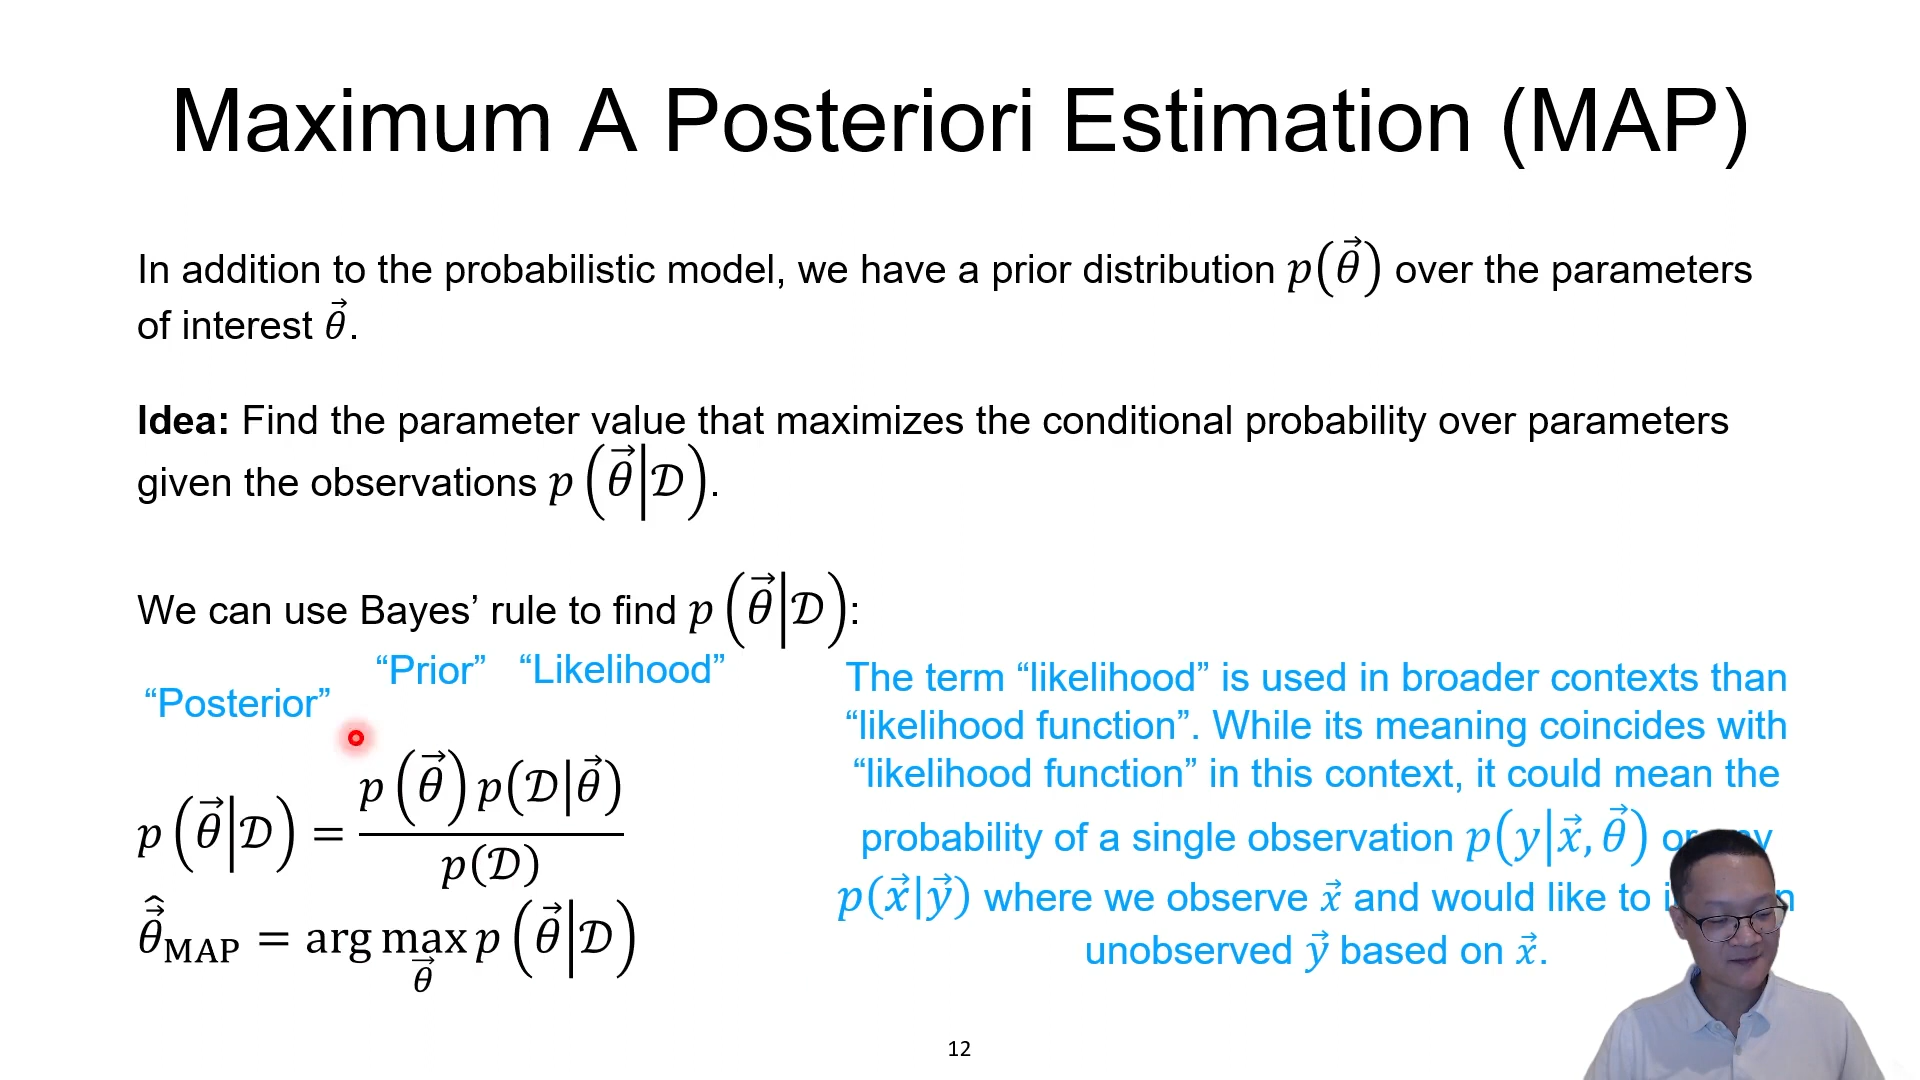 Maximum A Posteriori Estimation (MAP)
In addition to the probabilistic model, we have a prior distribution p(θ⃗) over the parameters
of interest θ⃗.
Idea: Find the parameter value that maximizes the conditional probability over parameters
given the observations p(θ⃗|𝒟).
We can use Bayes’ rule to find p(θ⃗|𝒟):
“Posterior” “Prior” “Likelihood”
p(θ⃗|𝒟) = p(θ⃗)p(𝒟|θ⃗) / p(𝒟)
θ⃗̂_MAP = arg max_θ⃗ p(θ⃗|𝒟)
The term “likelihood” is used in broader contexts than
“likelihood function”. While its meaning coincides with
“likelihood function” in this context, it could mean the
probability of a single observation p(y|x⃗, θ⃗)
p(x⃗|y⃗) where we observe x⃗ and would like to
unobserved y⃗ based on x⃗.
12